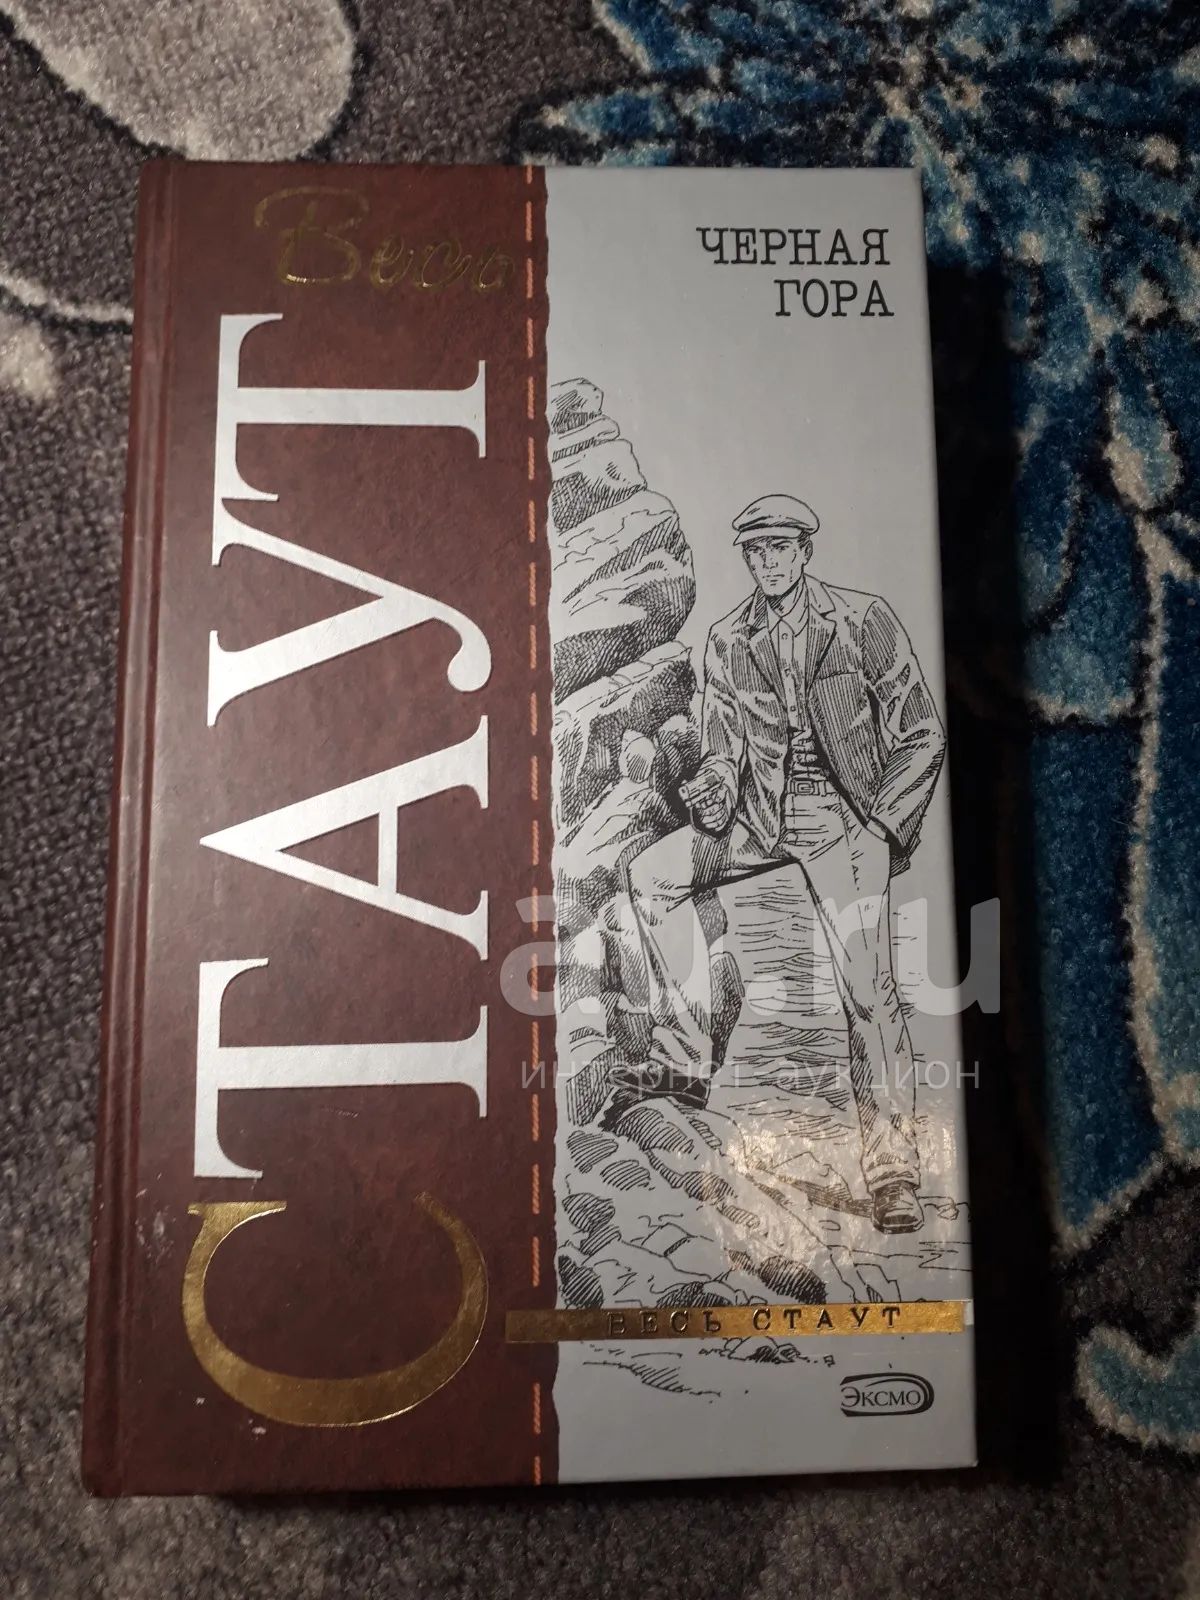 Весь
СТАУТ
ЧЕРНАЯ
ГОРА
au.ru
интернет аукцион
ВЕСЬ СТАУТ
ЭКСМО